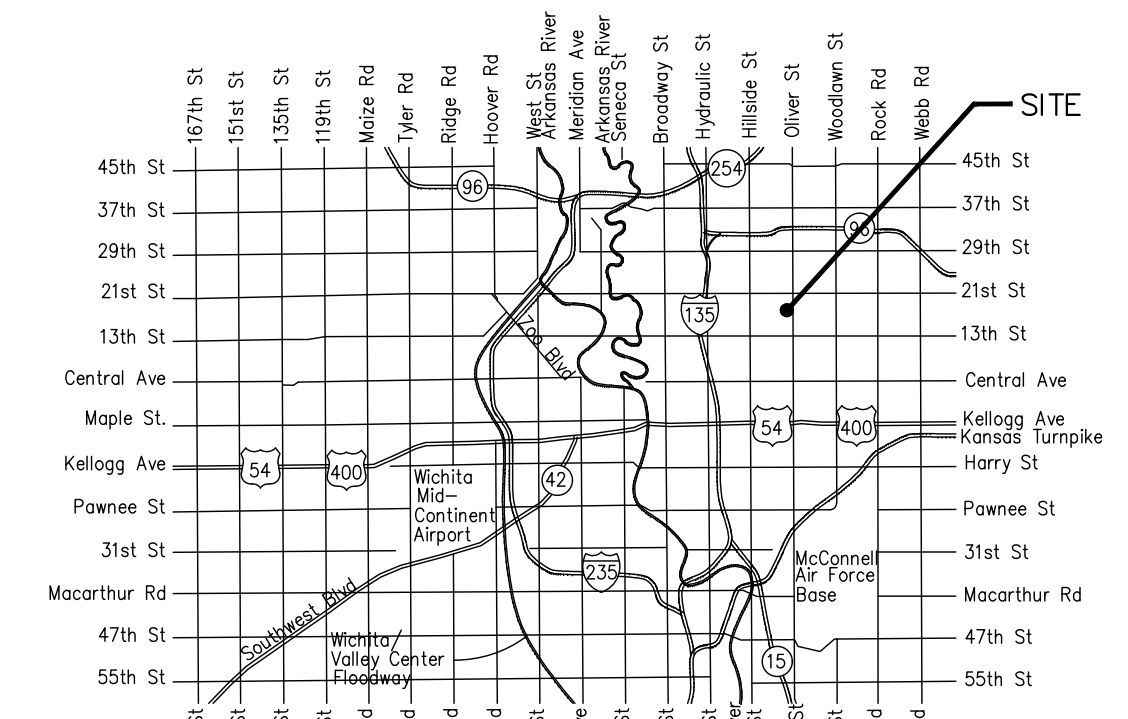 167th St
151st St
135th St
119th St
Maize Rd
Tyler Rd
Ridge Rd
Hoover Rd
West St
Arkansas River
Meridian Ave
Arkansas River
Seneca St
Broadway St
Hydraulic St
Hillside St
Oliver St
Woodlawn St
Rock Rd
Webb Rd
SITE
45th St
254
45th St
96
37th St
37th St
96
29th St
29th St
21st St
21st St
135
13th St
Zoo Blvd
13th St
Central Ave
Central Ave
Maple St.
54
400
Kellogg Ave
Kansas Turnpike
Kellogg Ave
54
400
Harry St
Wichita
Mid-
Continent
Airport
42
Pawnee St
Pawnee St
31st St
31st St
235
McConnell
Air Force
Base
Macarthur Rd
Macarthur Rd
Southwest Blvd
47th St
47th St
Wichita/
Valley Center
Floodway
15
55th St
55th St